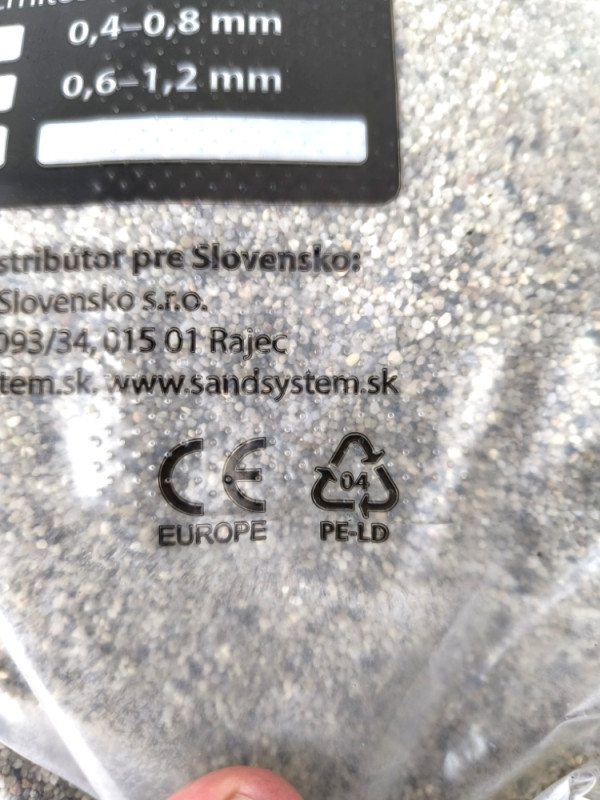 0,4–0,8 mm
0,6–1,2 mm
stribútor pre Slovensko:
Slovensko s.r.o.
093/34, 015 01 Rajec
tem.sk, www.sandsystem.sk
CE
04
EUROPE PE-LD